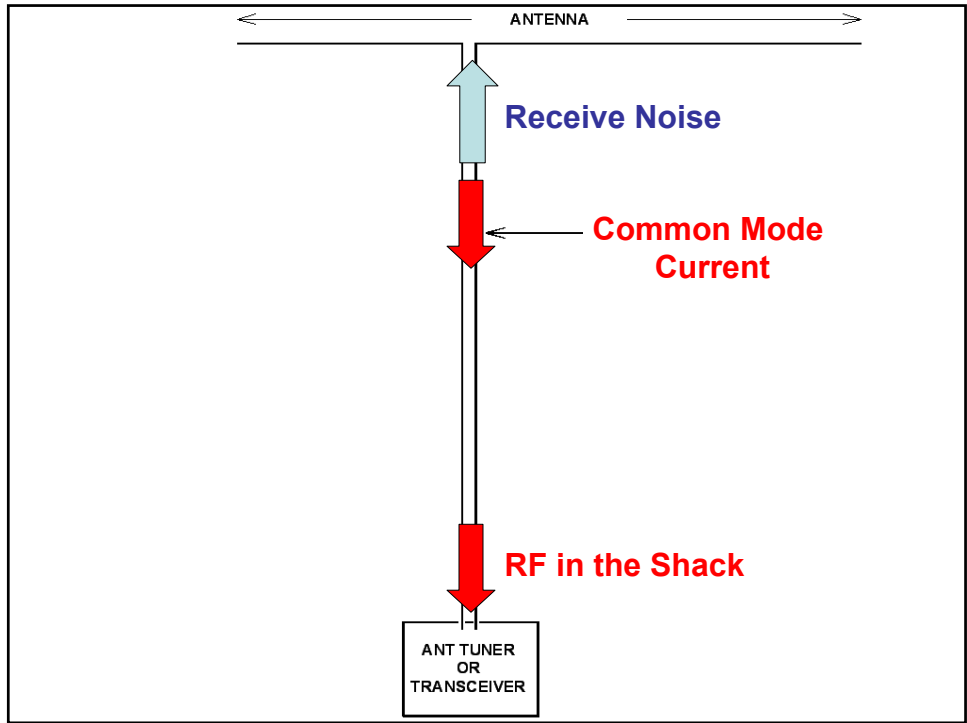 ANTENNA
Receive Noise
Common Mode
Current
RF in the Shack
ANT TUNER
OR
TRANSCEIVER